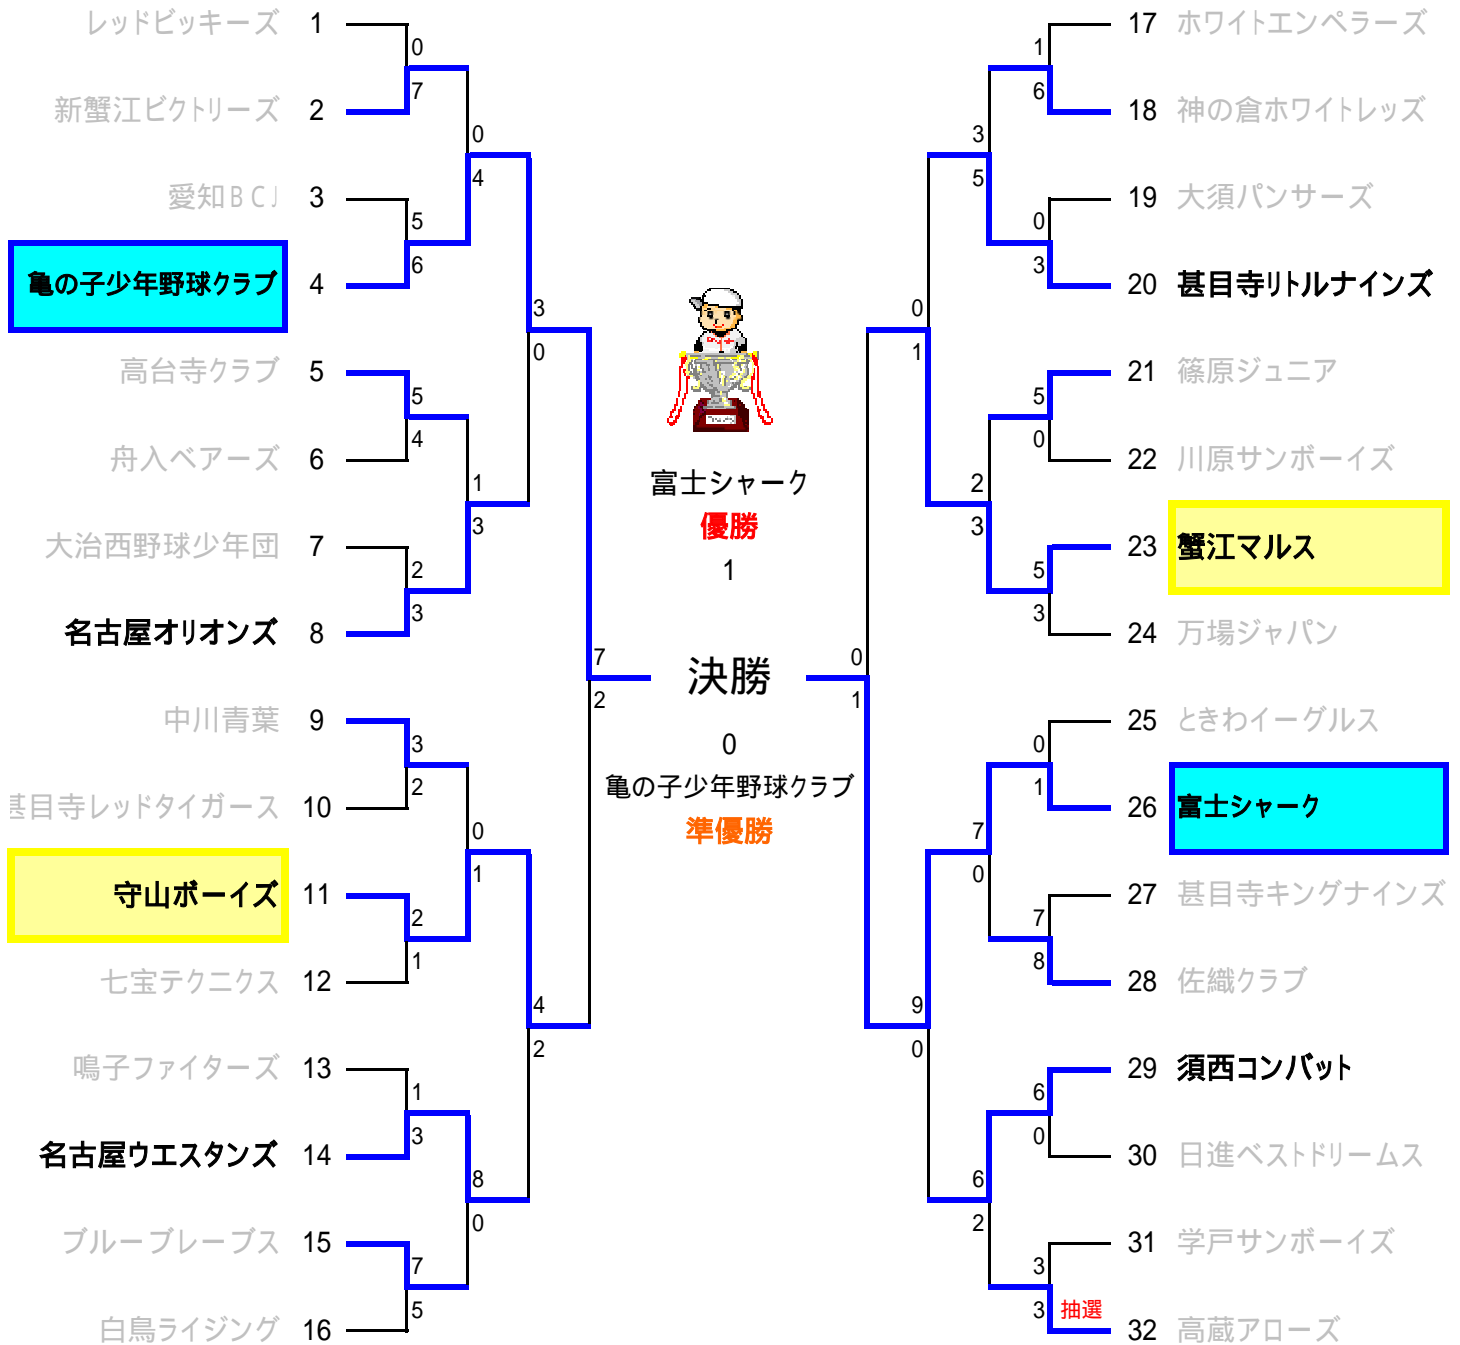 レッドビッキーズ 1
0
7
新蟹江ビクトリーズ 2
0
4
愛知BCJ 3
5
6
亀の子少年野球クラブ 4
3
0
高台寺クラブ 5
5
4
舟入ベアーズ 6
1
3
大治西野球少年団 7
2
3
名古屋オリオンズ 8
7
2
中川青葉 9
3
2
甚目寺レッドタイガース 10
0
1
守山ボーイズ 11
2
1
七宝テクニクス 12
4
2
鳴子ファイターズ 13
1
3
名古屋ウエスタンズ 14
8
0
ブルーブレーブス 15
7
5
白鳥ライジング 16
富士シャーク
優勝
1
決勝
0
亀の子少年野球クラブ
準優勝
17 ホワイトエンペラーズ
1
6
18 神の倉ホワイトレッズ
3
5
19 大須パンサーズ
0
3
20 甚目寺リトルナインズ
0
1
21 篠原ジュニア
5
0
22 川原サンボーイズ
2
3
23 蟹江マルス
5
3
24 万場ジャパン
0
1
25 ときわイーグルス
0
1
26 富士シャーク
7
0
27 甚目寺キングナインズ
7
8
28 佐織クラブ
9
0
29 須西コンバット
6
0
30 日進ベストドリームス
6
2
31 学戸サンボーイズ
3
3 抽選
32 高蔵アローズ